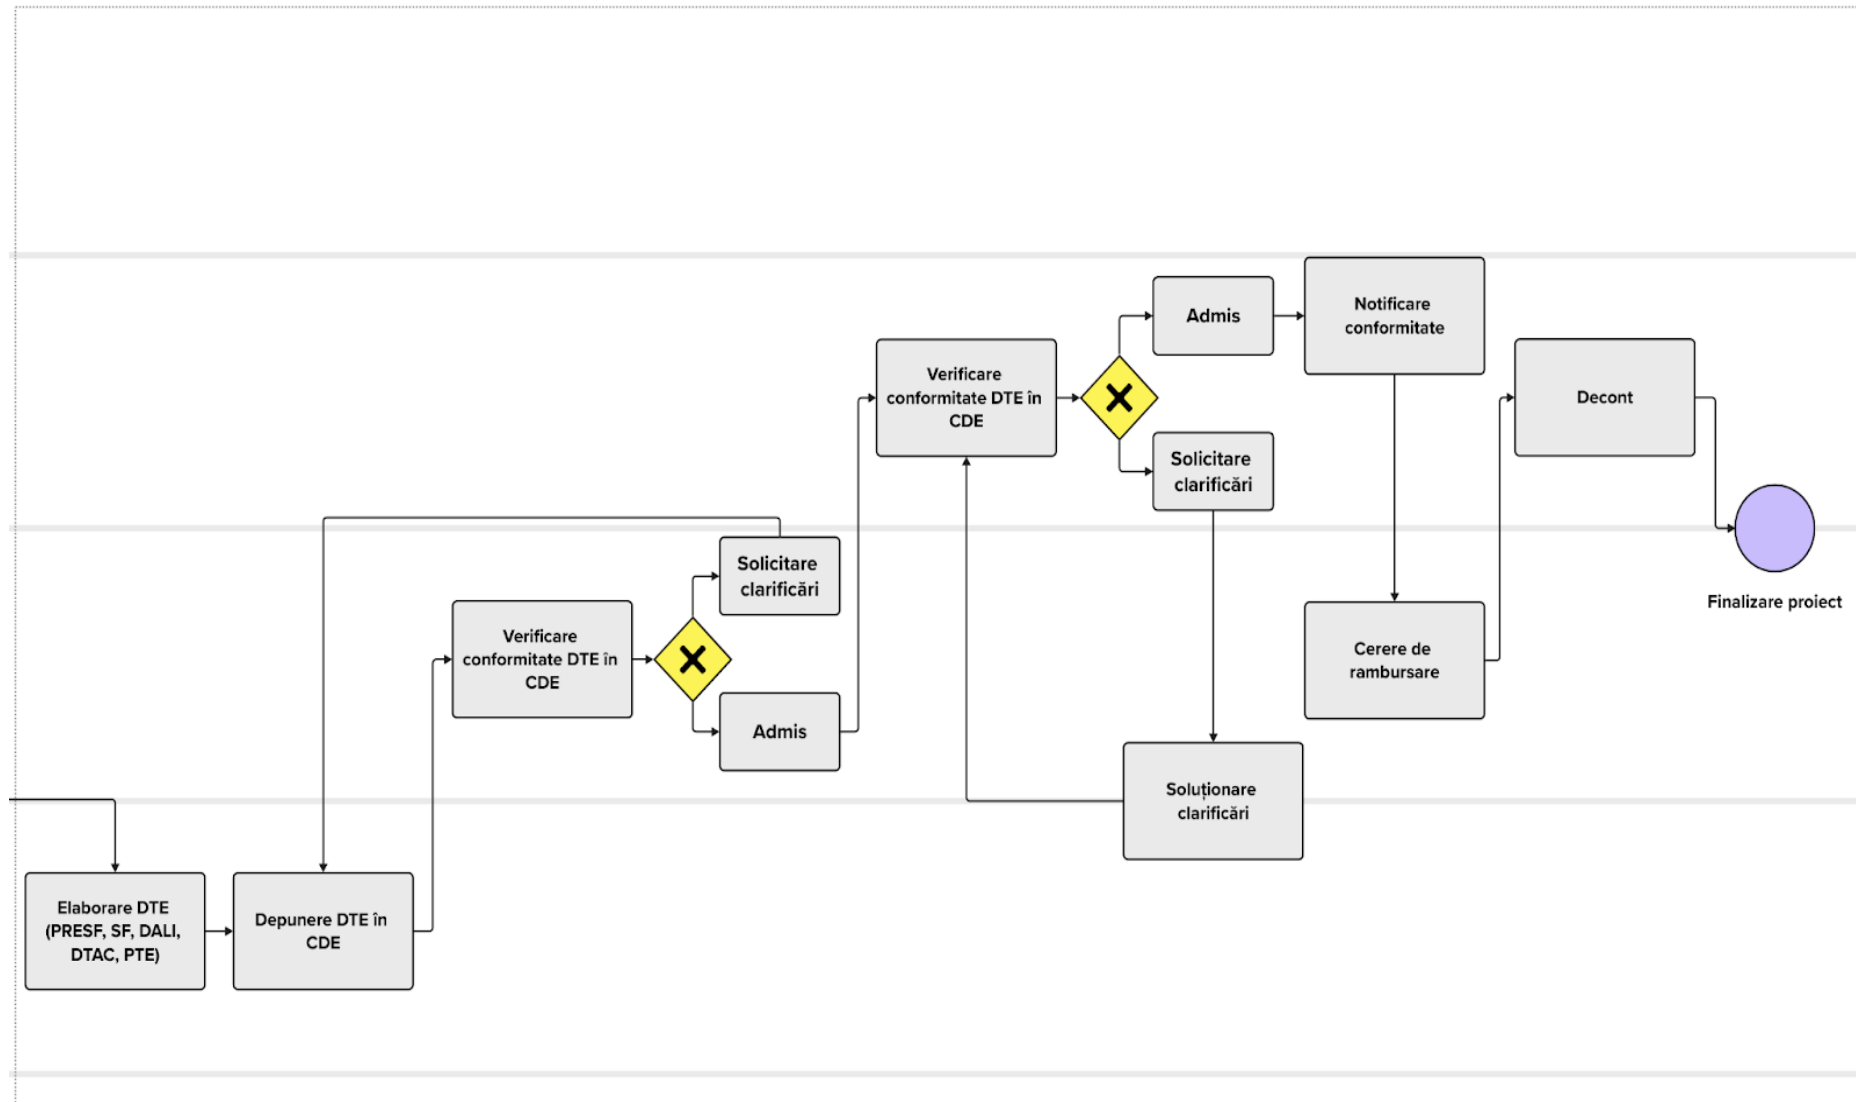 Elaborare DTE
(PRESF, SF, DALI,
DTAC, PTE)
Depunere DTE în
CDE
Verificare
conformitate DTE în
CDE
Solicitare
clarificări
Admis
Verificare
conformitate DTE în
CDE
Admis
Solicitare
clarificări
Soluționare
clarificări
Notificare
conformitate
Cerere de
rambursare
Decont
Finalizare proiect